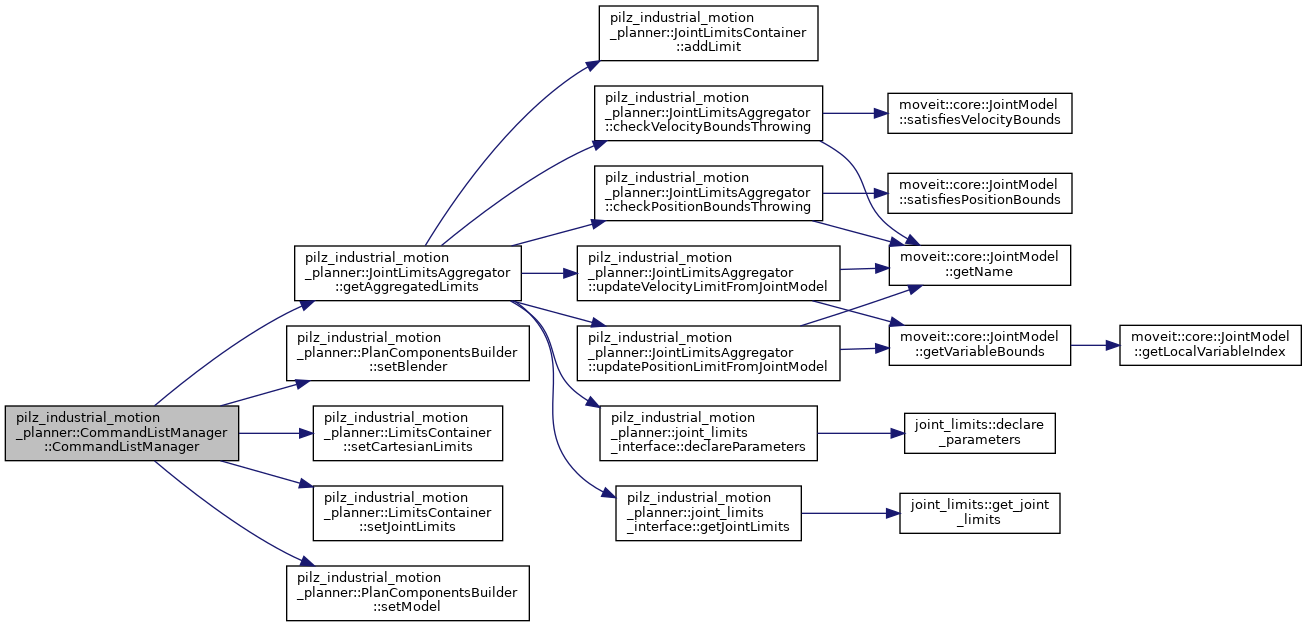 pilz_industrial_motion
_planner::CommandListManager
::CommandListManager
pilz_industrial_motion
_planner::JointLimitsAggregator
::getAggregatedLimits
pilz_industrial_motion
_planner::PlanComponentsBuilder
::setBlender
pilz_industrial_motion
_planner::LimitsContainer
::setCartesianLimits
pilz_industrial_motion
_planner::LimitsContainer
::setJointLimits
pilz_industrial_motion
_planner::PlanComponentsBuilder
::setModel
pilz_industrial_motion
_planner::JointLimitsContainer
::addLimit
pilz_industrial_motion
_planner::JointLimitsAggregator
::checkVelocityBoundsThrowing
pilz_industrial_motion
_planner::JointLimitsAggregator
::checkPositionBoundsThrowing
pilz_industrial_motion
_planner::JointLimitsAggregator
::updateVelocityLimitFromJointModel
pilz_industrial_motion
_planner::JointLimitsAggregator
::updatePositionLimitFromJointModel
pilz_industrial_motion
_planner::joint_limits
_interface::declareParameters
pilz_industrial_motion
_planner::joint_limits
_interface::getJointLimits
moveit::core::JointModel
::satisfiesVelocityBounds
moveit::core::JointModel
::satisfiesPositionBounds
moveit::core::JointModel
::getName
moveit::core::JointModel
::getVariableBounds
joint_limits::declare
_parameters
joint_limits::get_joint
_limits
moveit::core::JointModel
::getLocalVariableIndex